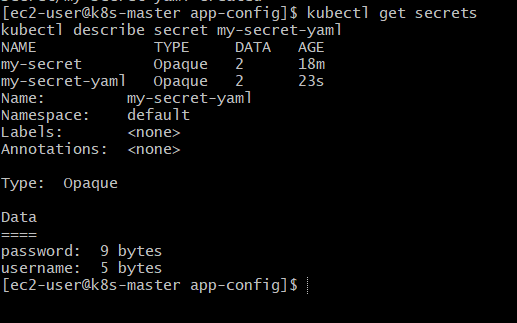 [ec2-user@k8s-master app-config]$ kubectl get secrets
kubectl describe secret my-secret-yaml
NAME             TYPE     DATA   AGE
my-secret        Opaque   2      18m
my-secret-yaml   Opaque   2      23s
Name:         my-secret-yaml
Namespace:    default
Labels:       <none>
Annotations:  <none>

Type:  Opaque

Data
====
password:  9 bytes
username:  5 bytes
[ec2-user@k8s-master app-config]$